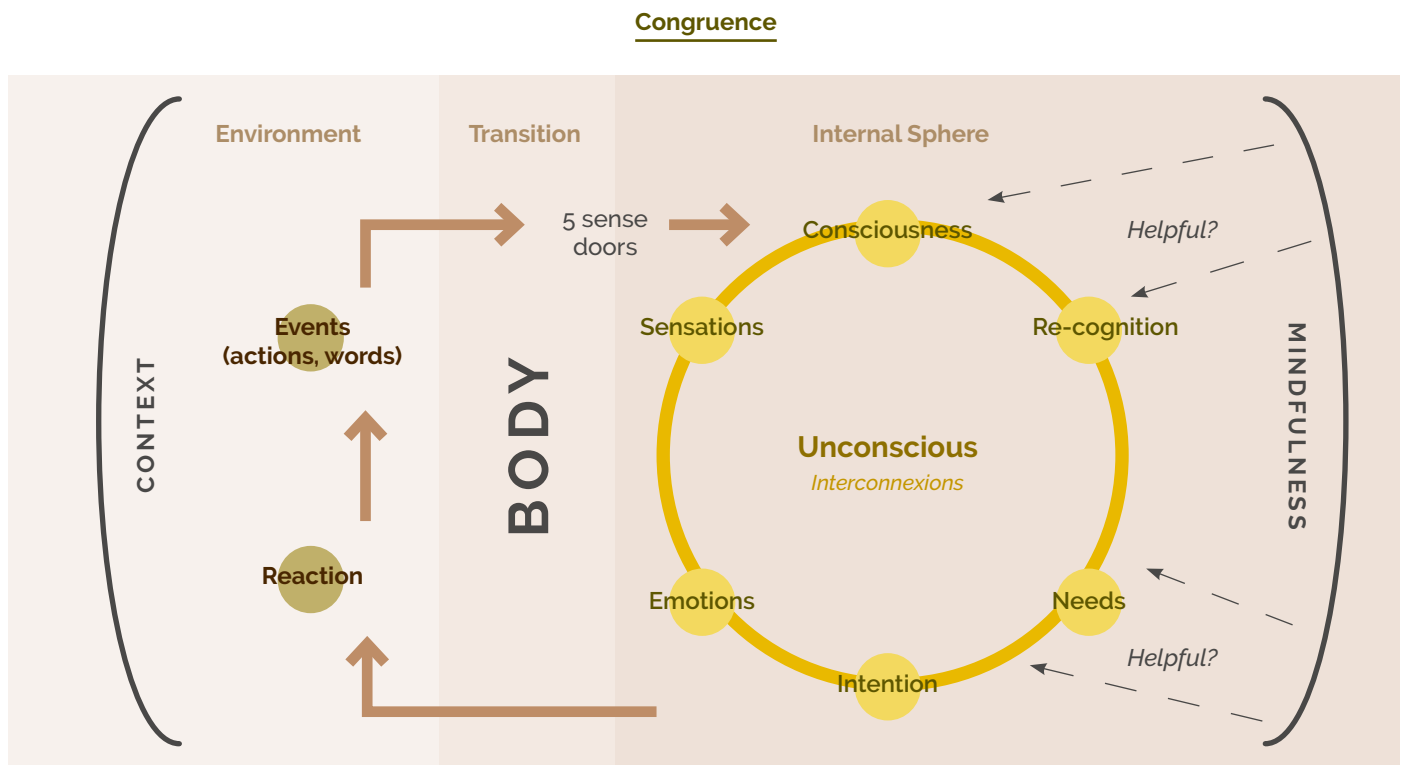 Congruence
Environment
Transition
Internal Sphere
5 sense
doors
Consciousness
Helpful?
Events
(actions, words)
Sensations
Re-cognition
CONTEXT
BODY
MINDFULNESS
Unconscious
Interconnexions
Reaction
Emotions
Needs
Helpful?
Intention